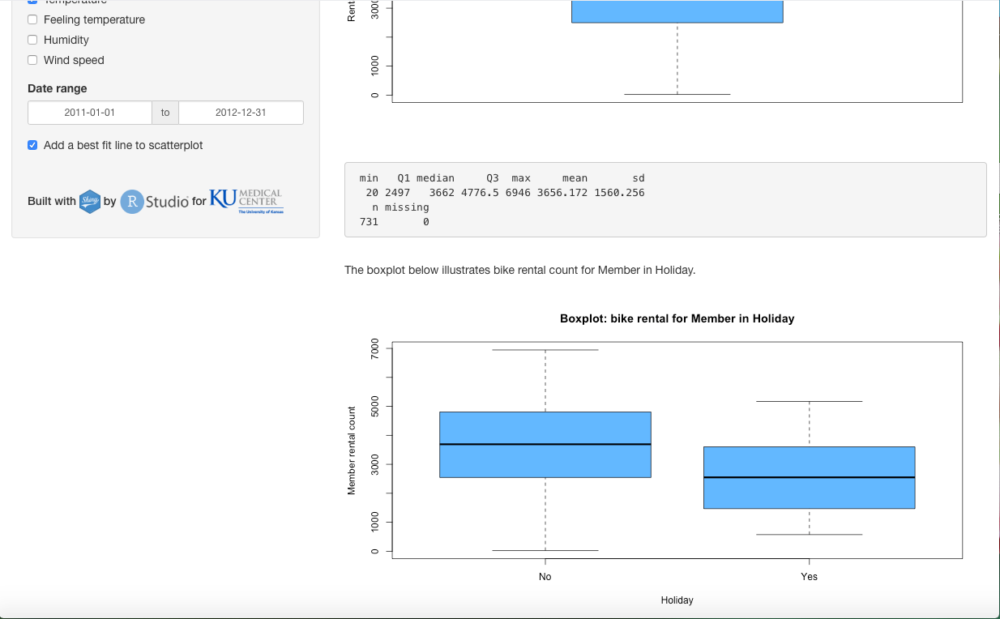 Temperature
Feeling temperature
Humidity
Wind speed
Date range
2011-01-01 to 2012-12-31
Add a best fit line to scatterplot
Built with Shiny by R Studio for KU MEDICAL CENTER
The University of Kansas
Rent
3000
1000
0
min Q1 median Q3 max mean sd
20 2497 3662 4776.5 6946 3656.172 1560.256
n missing
731 0
The boxplot below illustrates bike rental count for Member in Holiday.
Boxplot: bike rental for Member in Holiday
Member rental count
7000
5000
3000
1000
0
No Yes
Holiday